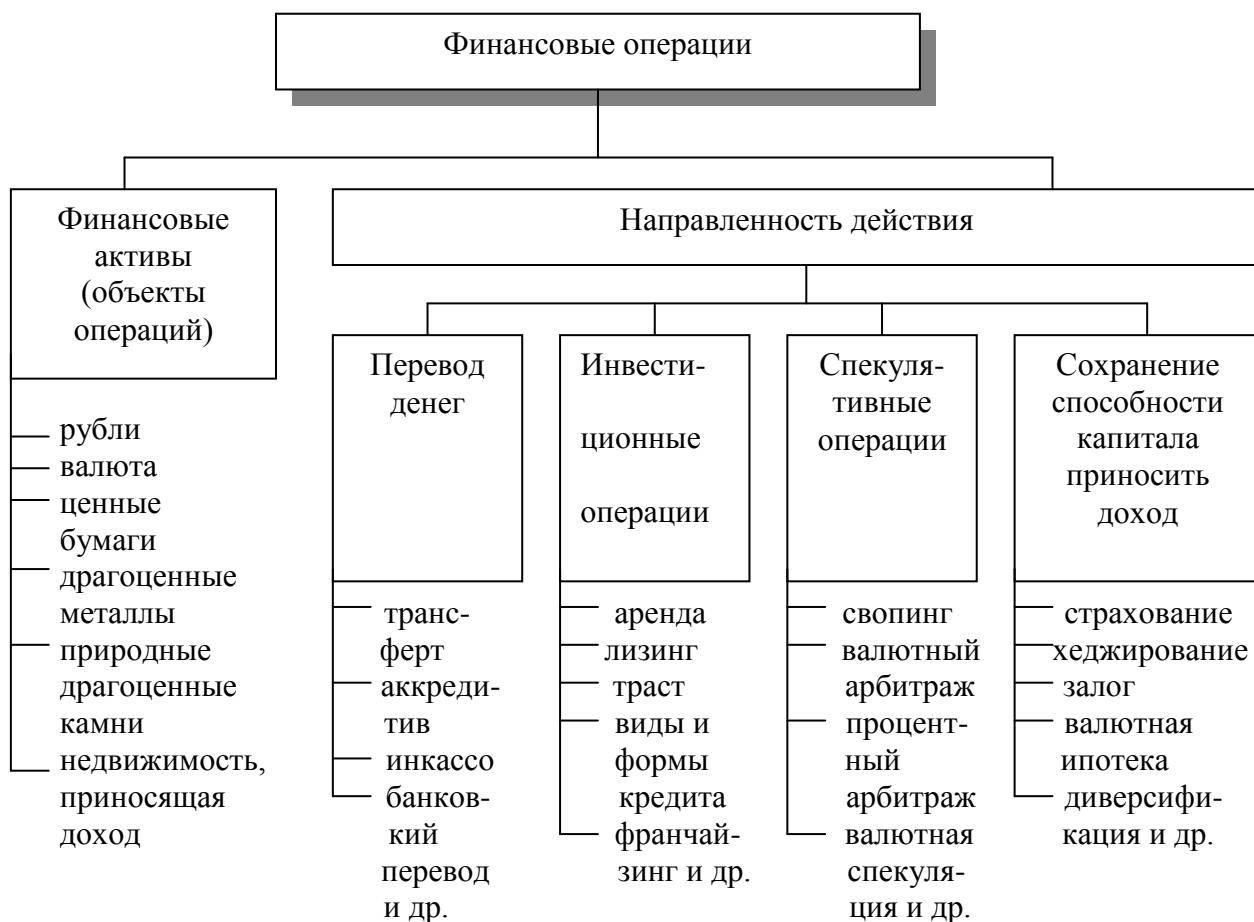 Финансовые операции
Финансовые
активы
(объекты
операций)
Направленность действия
Перевод
денег
Инвести-
ционные
операции
Спекуля-
тивные
операции
Сохранение
способности
капитала
приносить
доход
рубли
валюта
ценные
бумаги
драгоценные
металлы
природные
драгоценные
камни
недвижимость,
приносящая
доход
транс-
ферт
аккреди-
тив
инкассо
банков-
кий
перевод
и др.
аренда
лизинг
траст
виды и
формы
кредита
франчай-
зинг и др.
свопинг
валютный
арбитраж
процент-
ный
арбитраж
валютная
спекуля-
ция и др.
страхование
хеджирование
залог
валютная
ипотека
диверсифи-
кация и др.